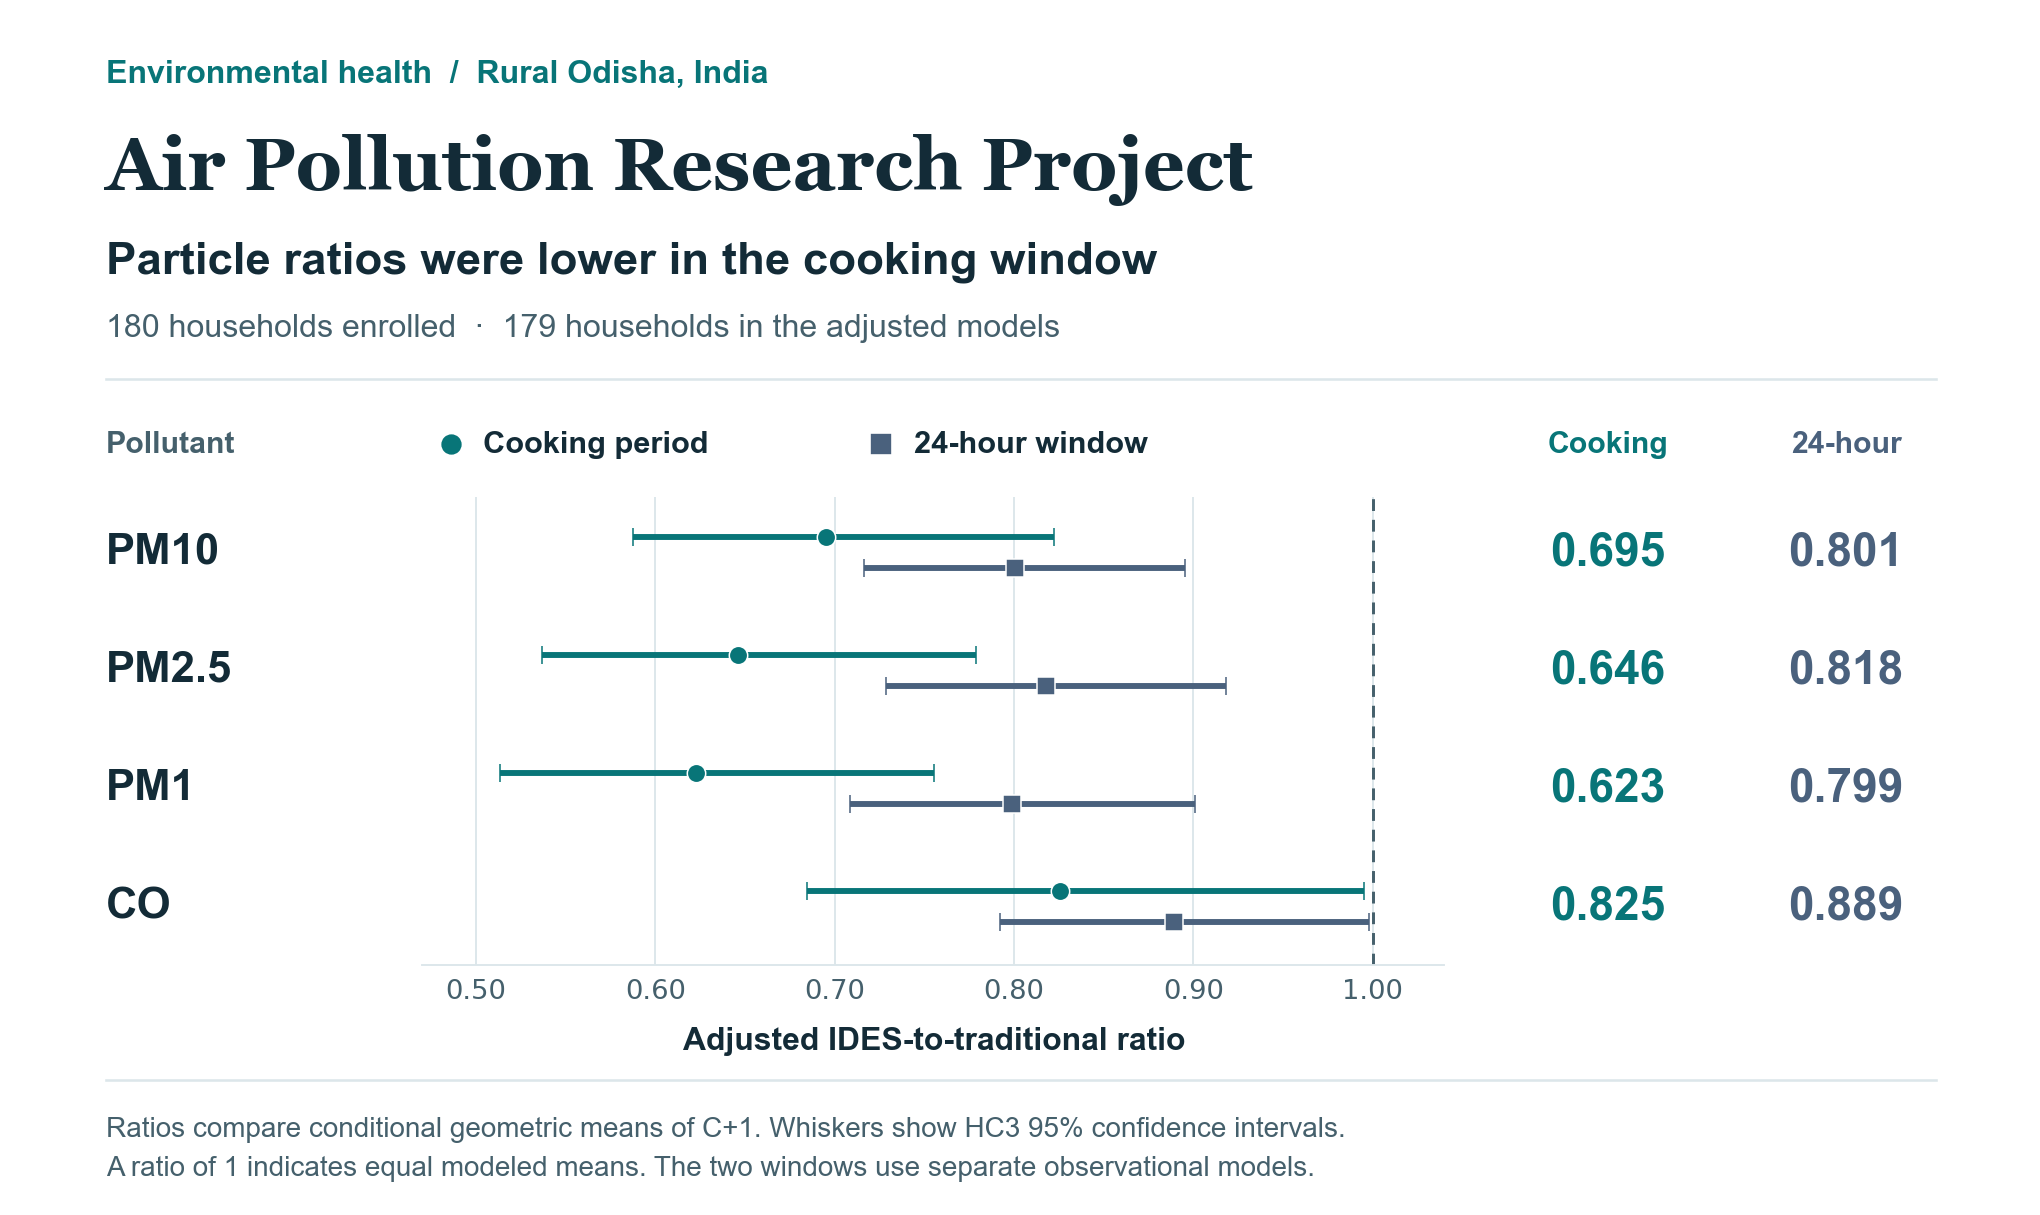 Environmental health / Rural Odisha, India
Air Pollution Research Project
Particle ratios were lower in the cooking window
180 households enrolled · 179 households in the adjusted models
Pollutant Cooking period 24-hour window Cooking 24-hour
PM10 0.695 0.801
PM2.5 0.646 0.818
PM1 0.623 0.799
CO 0.825 0.889
0.50 0.60 0.70 0.80 0.90 1.00
Adjusted IDES-to-traditional ratio
Ratios compare conditional geometric means of C+1. Whiskers show HC3 95% confidence intervals.
A ratio of 1 indicates equal modeled means. The two windows use separate observational models.